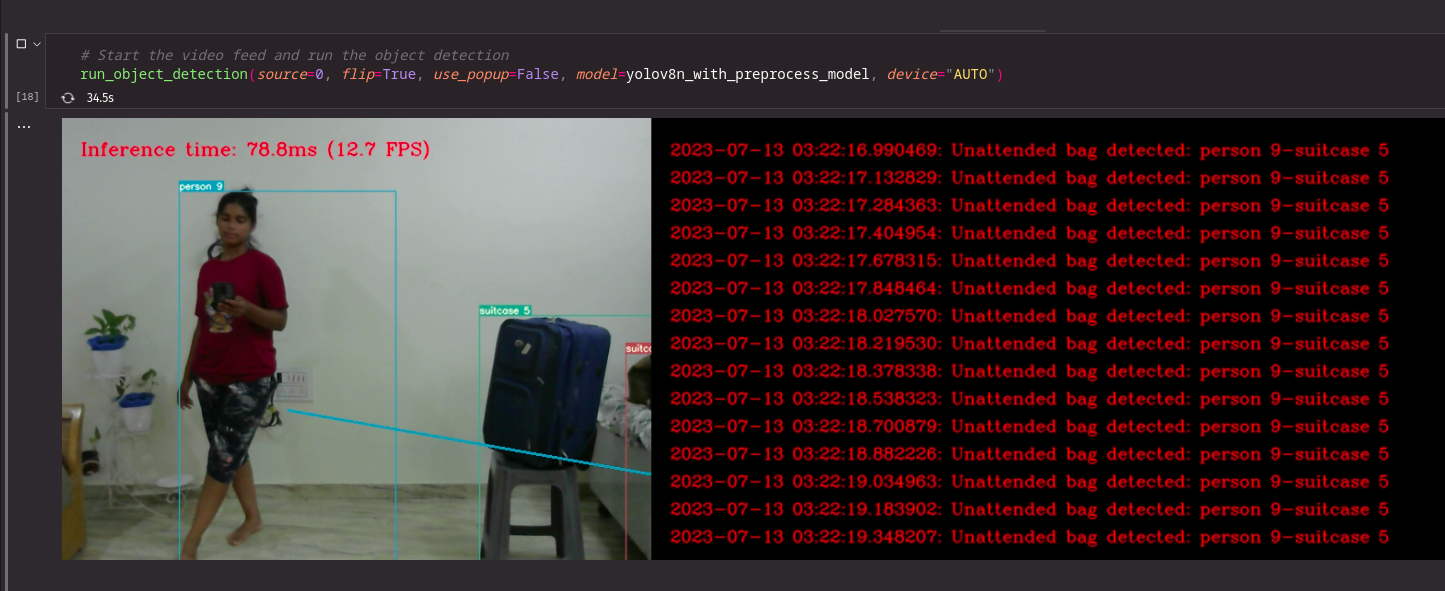 # Start the video feed and run the object detection
run_object_detection(source=0, flip=True, use_popup=False, model=yolov8n_with_preprocess_model, device="AUTO")
[18]
34.5s
...
Inference time: 78.8ms (12.7 FPS)
person 9
suitcase 5
suitc
2023-07-13 03:22:16.990469: Unattended bag detected: person 9-suitcase 5
2023-07-13 03:22:17.132829: Unattended bag detected: person 9-suitcase 5
2023-07-13 03:22:17.284363: Unattended bag detected: person 9-suitcase 5
2023-07-13 03:22:17.404954: Unattended bag detected: person 9-suitcase 5
2023-07-13 03:22:17.678315: Unattended bag detected: person 9-suitcase 5
2023-07-13 03:22:17.848464: Unattended bag detected: person 9-suitcase 5
2023-07-13 03:22:18.027570: Unattended bag detected: person 9-suitcase 5
2023-07-13 03:22:18.219530: Unattended bag detected: person 9-suitcase 5
2023-07-13 03:22:18.378338: Unattended bag detected: person 9-suitcase 5
2023-07-13 03:22:18.538323: Unattended bag detected: person 9-suitcase 5
2023-07-13 03:22:18.700879: Unattended bag detected: person 9-suitcase 5
2023-07-13 03:22:18.882226: Unattended bag detected: person 9-suitcase 5
2023-07-13 03:22:19.034963: Unattended bag detected: person 9-suitcase 5
2023-07-13 03:22:19.183902: Unattended bag detected: person 9-suitcase 5
2023-07-13 03:22:19.348207: Unattended bag detected: person 9-suitcase 5